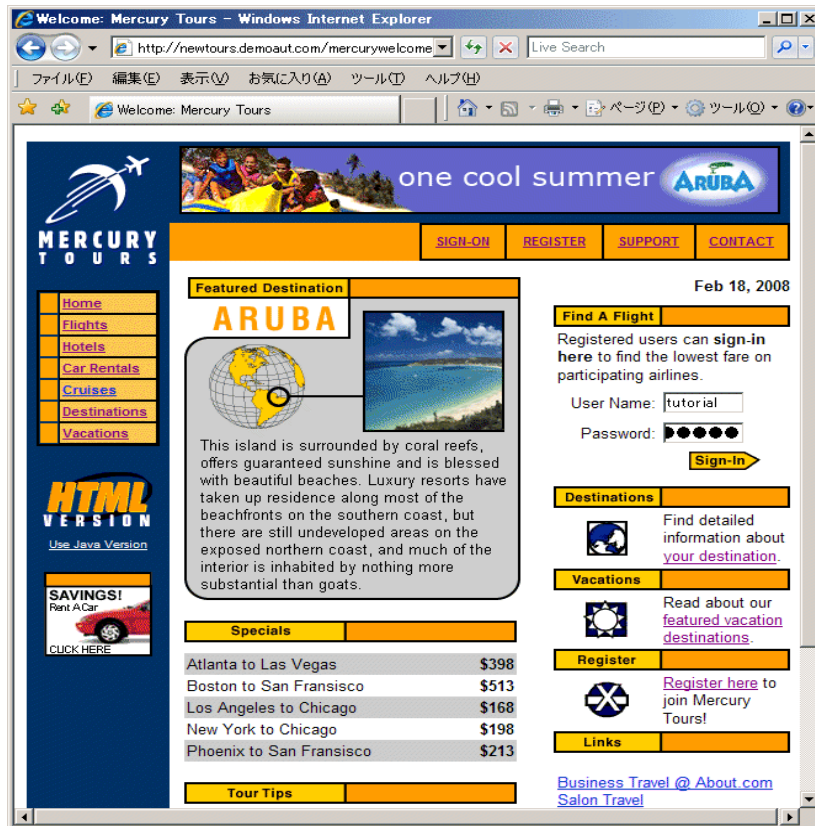 Welcome: Mercury Tours - Windows Internet Explorer
http://newtours.demoaut.com/mercurywelcome
Live Search
ファイル(F) 編集(E) 表示(V) お気に入り(A) ツール(T) ヘルプ(H)
Welcome: Mercury Tours
ページ(P) ツール(O)
one cool summer ARUBA
MERCURY
TOURS
SIGN-ON REGISTER SUPPORT CONTACT
Home
Flights
Hotels
Car Rentals
Cruises
Destinations
Vacations
HTML
VERSION
Use Java Version
SAVINGS!
Rent A Car
CLICK HERE
Featured Destination
ARUBA
This island is surrounded by coral reefs,
offers guaranteed sunshine and is blessed
with beautiful beaches. Luxury resorts have
taken up residence along most of the
beachfronts on the southern coast, but
there are still undeveloped areas on the
exposed northern coast, and much of the
interior is inhabited by nothing more
substantial than goats.
Specials
Atlanta to Las Vegas $398
Boston to San Fransisco $513
Los Angeles to Chicago $168
New York to Chicago $198
Phoenix to San Fransisco $213
Tour Tips
Feb 18, 2008
Find A Flight
Registered users can sign-in
here to find the lowest fare on
participating airlines.
User Name: tutorial
Password: ●●●●●
Sign-In
Destinations
Find detailed
information about
your destination.
Vacations
Read about our
featured vacation
destinations.
Register
Register here to
join Mercury
Tours!
Links
Business Travel @ About.com
Salon Travel